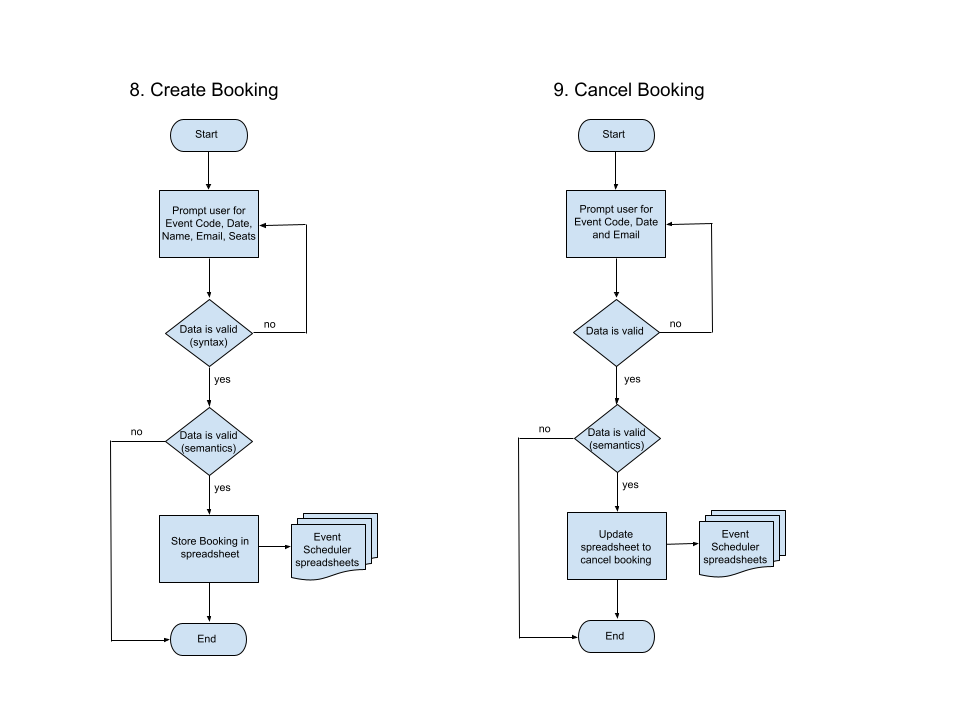 8. Create Booking
Start
Prompt user for
Event Code, Date,
Name, Email, Seats
Data is valid
(syntax)
no
yes
Data is valid
(semantics)
no
yes
Store Booking in
spreadsheet
Event
Scheduler
spreadsheets
End
9. Cancel Booking
Start
Prompt user for
Event Code, Date
and Email
Data is valid
no
yes
Data is valid
(semantics)
no
yes
Update
spreadsheet to
cancel booking
Event
Scheduler
spreadsheets
End